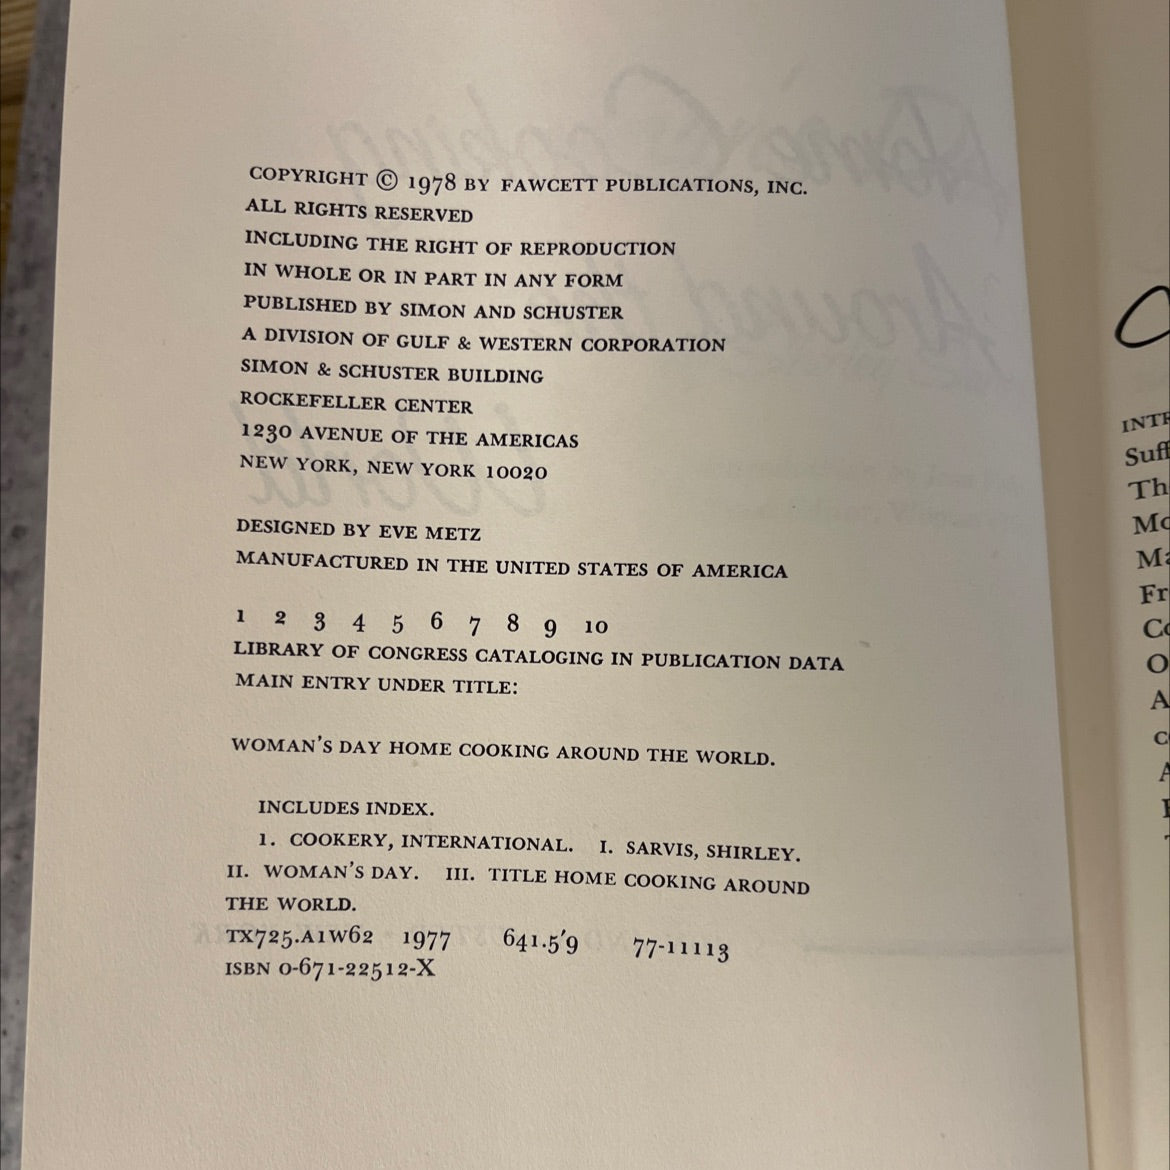 COPYRIGHT © 1978 BY FAWCETT PUBLICATIONS, INC.
ALL RIGHTS RESERVED
INCLUDING THE RIGHT OF REPRODUCTION
IN WHOLE OR IN PART IN ANY FORM
PUBLISHED BY SIMON AND SCHUSTER
A DIVISION OF GULF & WESTERN CORPORATION
SIMON & SCHUSTER BUILDING
ROCKEFELLER CENTER
1230 AVENUE OF THE AMERICAS
NEW YORK, NEW YORK 10020
DESIGNED BY EVE METZ
MANUFACTURED IN THE UNITED STATES OF AMERICA
1 2 3 4 5 6 7 8 9 10
LIBRARY OF CONGRESS CATALOGING IN PUBLICATION DATA
MAIN ENTRY UNDER TITLE:
WOMAN'S DAY HOME COOKING AROUND THE WORLD.
INCLUDES INDEX.
1. COOKERY, INTERNATIONAL. I. SARVIS, SHIRLEY.
II. WOMAN'S DAY. III. TITLE HOME COOKING AROUND
THE WORLD.
TX725.A1W62 1977 641.5'9 77-11113
ISBN 0-671-22512-X